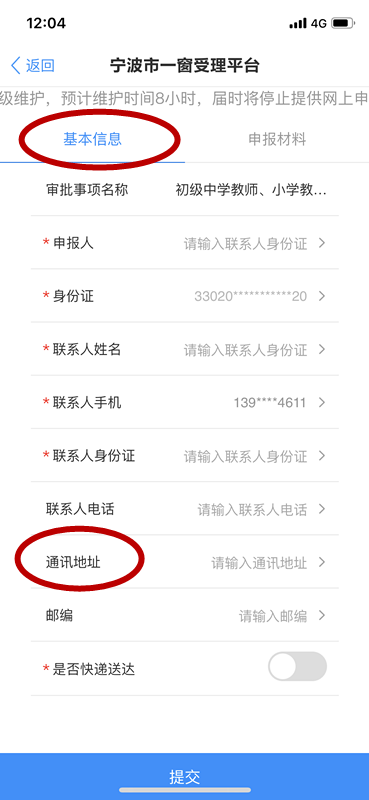 12:04
4G
返回
宁波市一窗受理平台
级维护，预计维护时间8小时，届时将停止提供网上申
基本信息 申报材料
审批事项名称 初级中学教师、小学教...
*申报人 请输入联系人身份证
*身份证 33020***********20
*联系人姓名 请输入联系人身份证
*联系人手机 139****4611
*联系人身份证 请输入联系人身份证
联系人电话 请输入联系人电话
通讯地址 请输入通讯地址
邮编 请输入邮编
*是否快递送达
提交